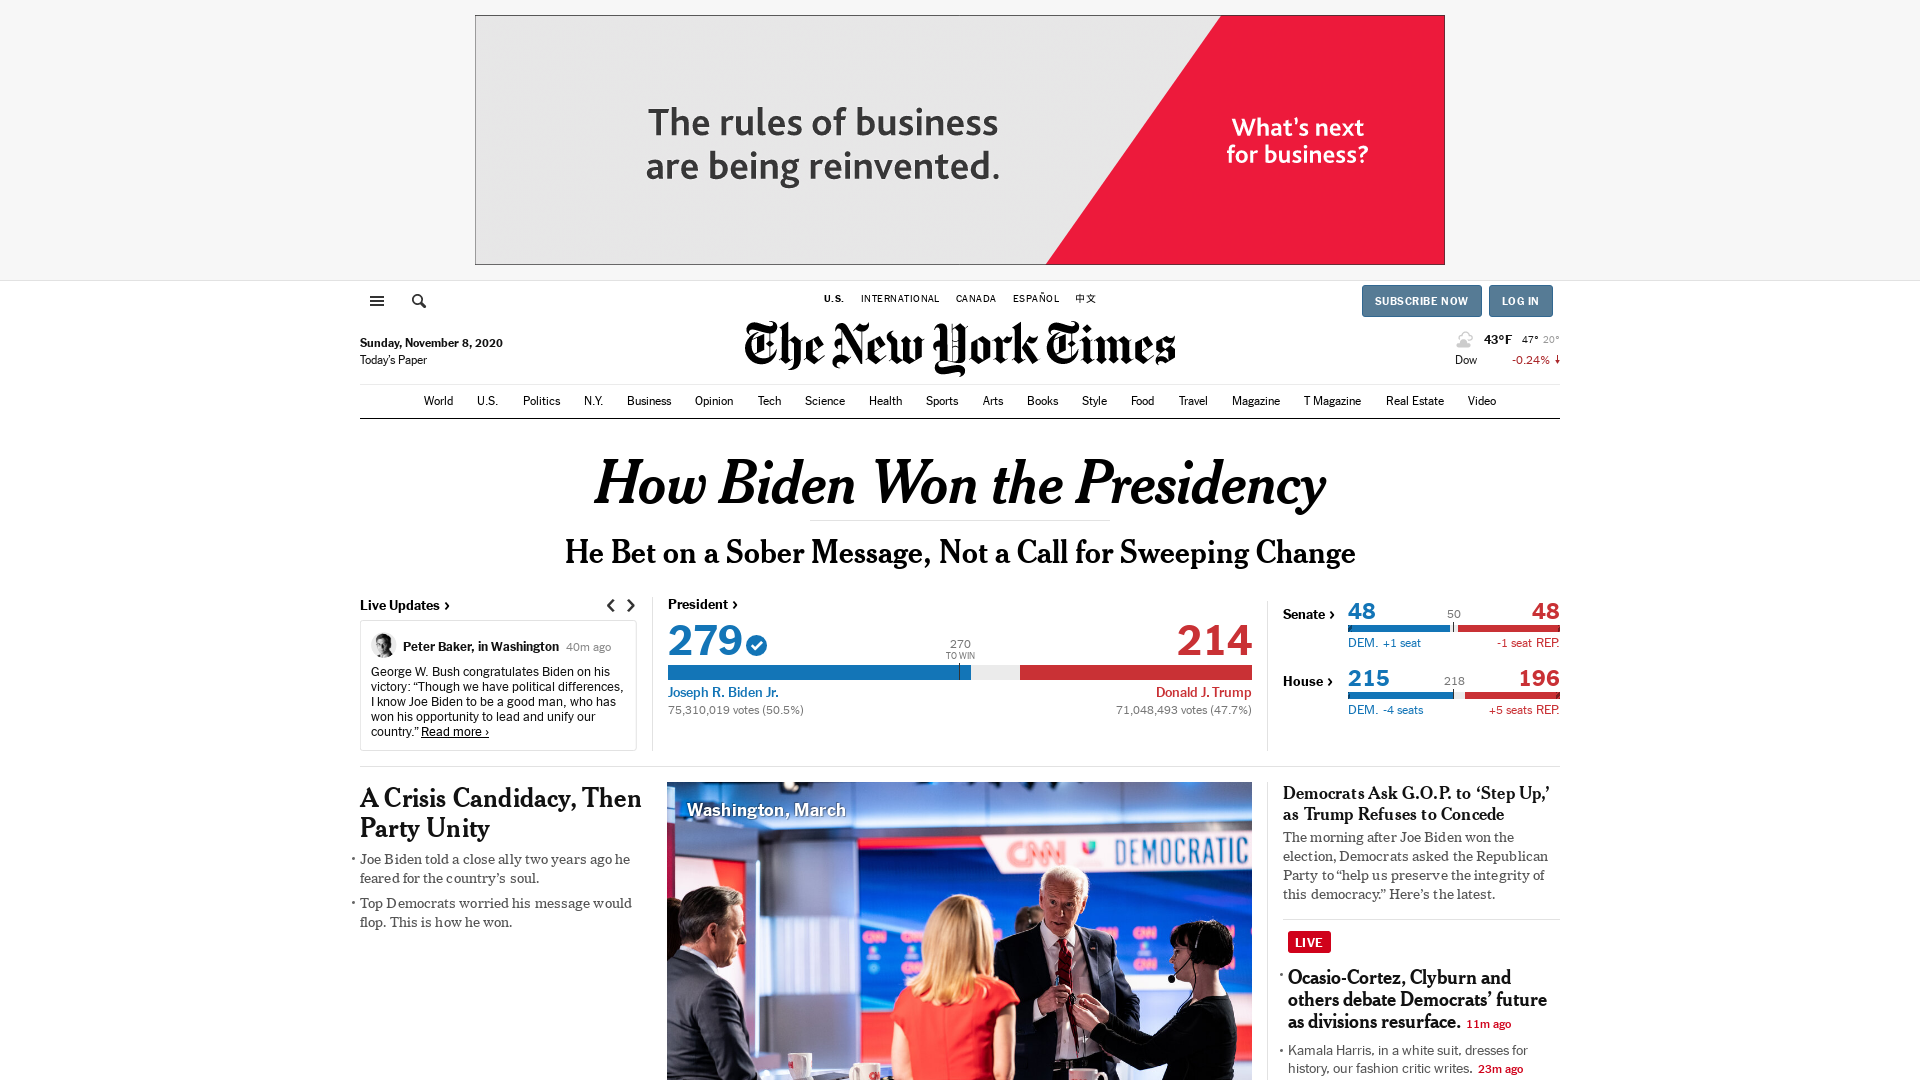 The rules of business
are being reinvented.
What's next
for business?
U.S. INTERNATIONAL CANADA ESPAÑOL 中文
SUBSCRIBE NOW LOG IN
The New York Times
Sunday, November 8, 2020
Today's Paper
43°F 47° 20°
Dow -0.24%
World U.S. Politics N.Y. Business Opinion Tech Science Health Sports Arts Books Style Food Travel Magazine T Magazine Real Estate Video
How Biden Won the Presidency
He Bet on a Sober Message, Not a Call for Sweeping Change
Live Updates ›
Peter Baker, in Washington 40m ago
George W. Bush congratulates Biden on his
victory: “Though we have political differences,
I know Joe Biden to be a good man, who has
won his opportunity to lead and unify our
country.” Read more ›
President ›
279 214
270
TO WIN
Joseph R. Biden Jr. Donald J. Trump
75,310,019 votes (50.5%) 71,048,493 votes (47.7%)
Senate › 48 50 48
DEM. +1 seat -1 seat REP.
House › 215 218 196
DEM. -4 seats +5 seats REP.
A Crisis Candidacy, Then
Party Unity
• Joe Biden told a close ally two years ago he
feared for the country’s soul.
• Top Democrats worried his message would
flop. This is how he won.
Washington, March
CNN DEMOCRATIC
CNN
CNN
CNN
CNN
Democrats Ask G.O.P. to ‘Step Up,’
as Trump Refuses to Concede
The morning after Joe Biden won the
election, Democrats asked the Republican
Party to “help us preserve the integrity of
this democracy.” Here’s the latest.
LIVE
• Ocasio-Cortez, Clyburn and
others debate Democrats’ future
as divisions resurface. 11m ago
• Kamala Harris, in a white suit, dresses for
history, our fashion critic writes. 23m ago